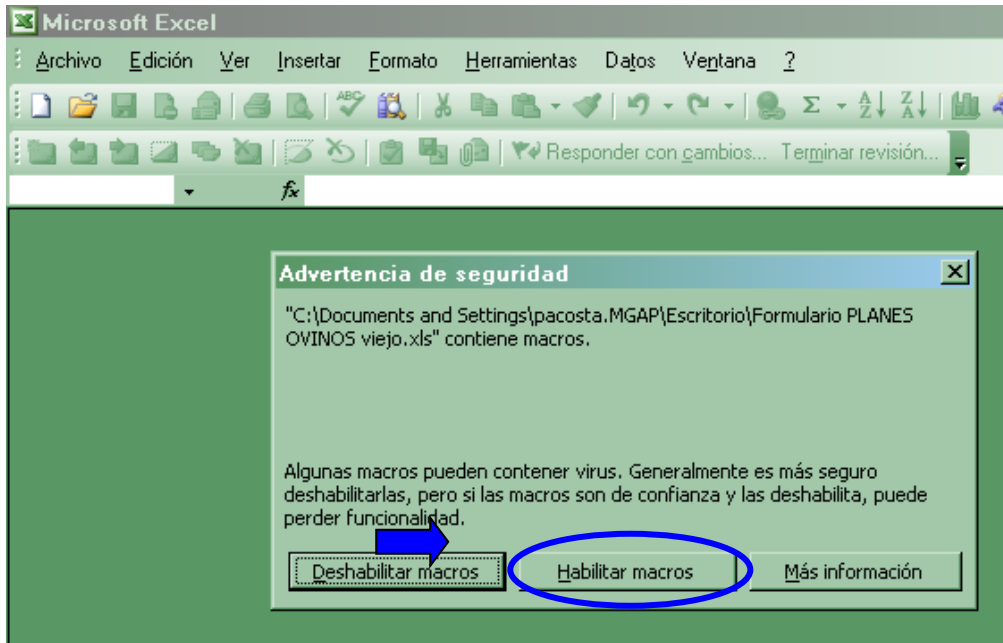 Microsoft Excel
Archivo Edición Ver Insertar Formato Herramientas Datos Ventana ?
ABC Σ A Z Z A
Responder con cambios... Terminar revisión...
fx
Advertencia de seguridad
"C:\Documents and Settings\pacosta.MGAP\Escritorio\Formulario PLANES
OVINOS viejo.xls" contiene macros.
Algunas macros pueden contener virus. Generalmente es más seguro
deshabilitarlas, pero si las macros son de confianza y las deshabilita, puede
perder funcionalidad.
Deshabilitar macros Habilitar macros Más información